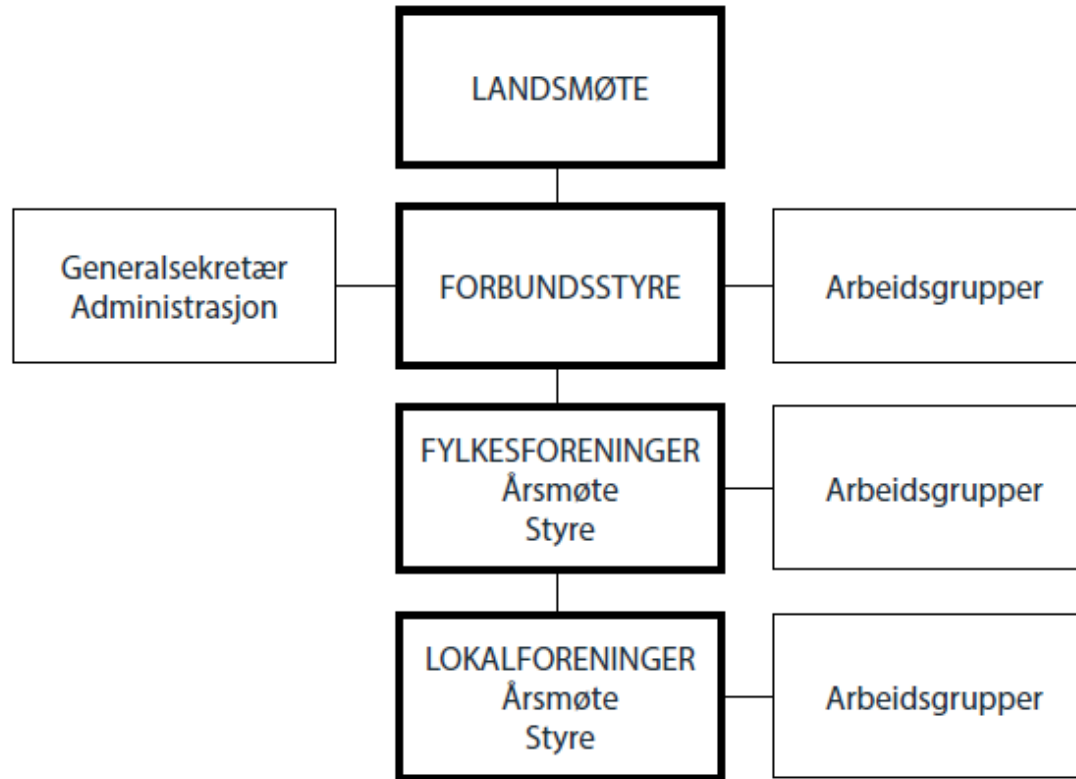 LANDSMØTE
Generalsekretær
Administrasjon
FORBUNDSSTYRE
Arbeidsgrupper
FYLKESFORENINGER
Årsmøte
Styre
Arbeidsgrupper
LOKALFORENINGER
Årsmøte
Styre
Arbeidsgrupper